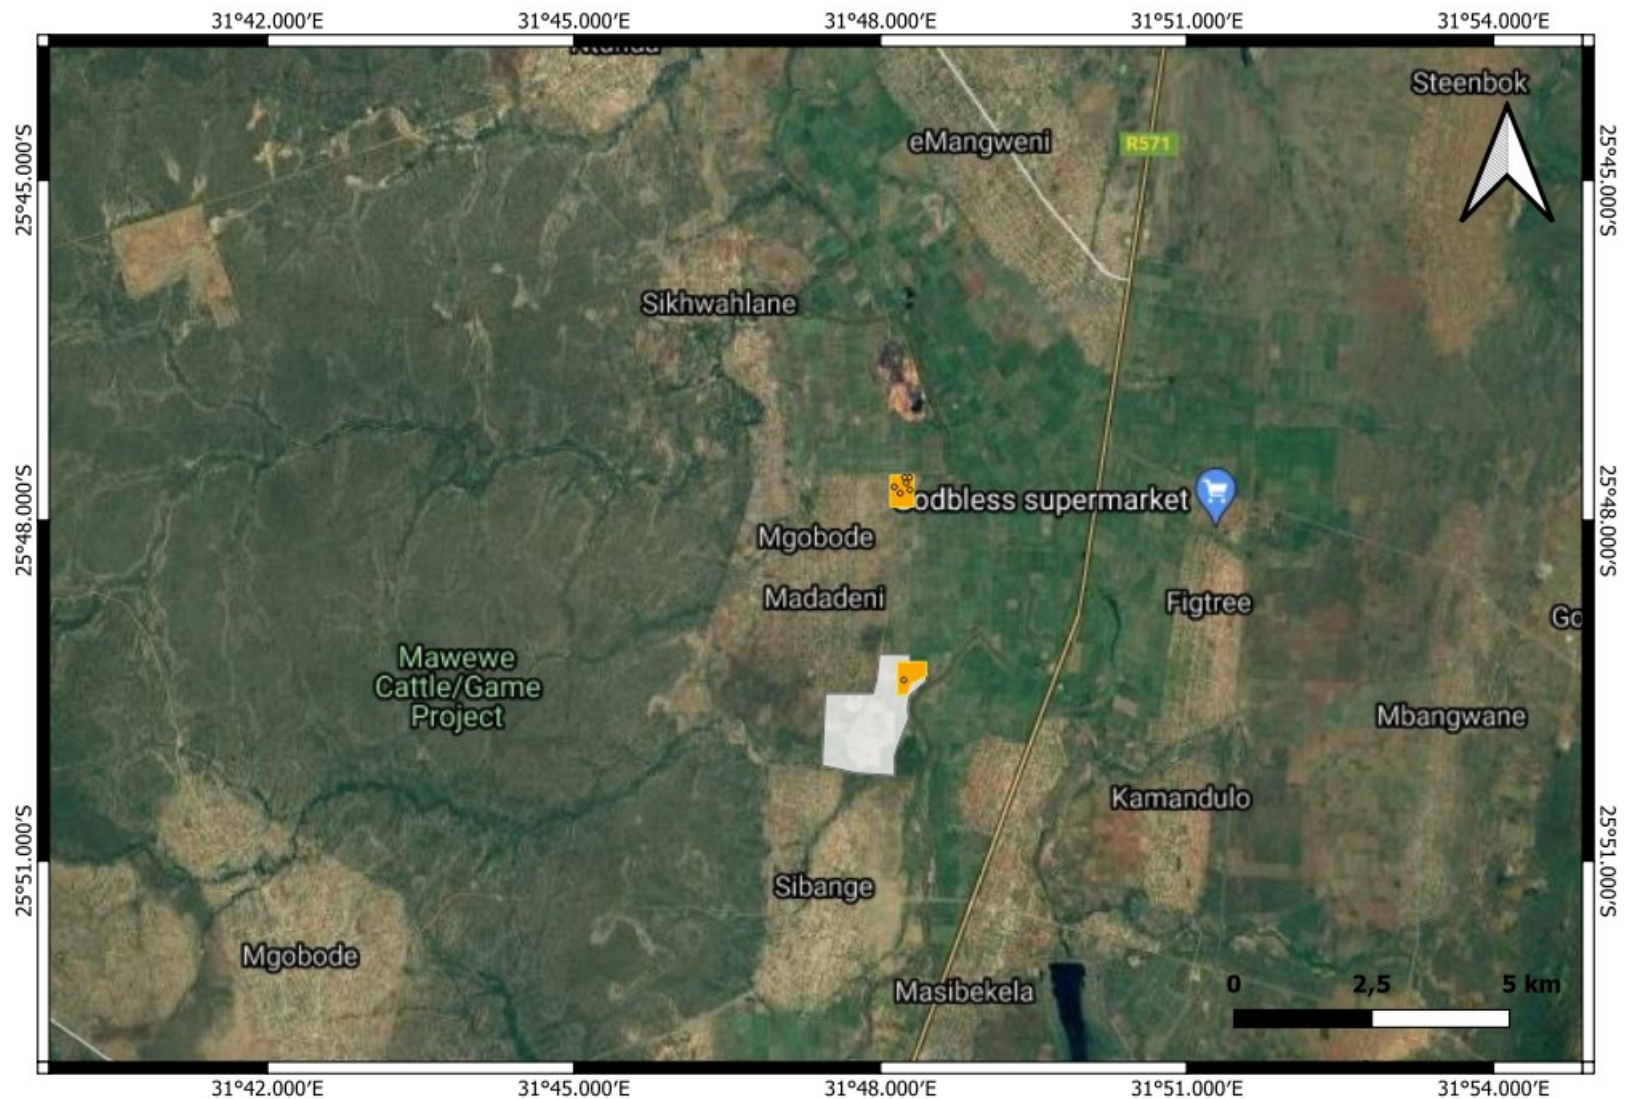 31°42.000′E 31°45.000′E 31°48.000′E 31°51.000′E 31°54.000′E
Steenbok
eMangweni
R571
25°45.000′S
25°45.000′S
Sikhwahlane
odbless supermarket
25°48.000′S
25°48.000′S
Mgobode
Madadeni
Figtree
Go
Mawewe
Cattle/Game
Project
Mbangwane
Kamandulo
25°51.000′S
25°51.000′S
Sibange
Mgobode
Masibekela
0 2,5 5 km
31°42.000′E 31°45.000′E 31°48.000′E 31°51.000′E 31°54.000′E